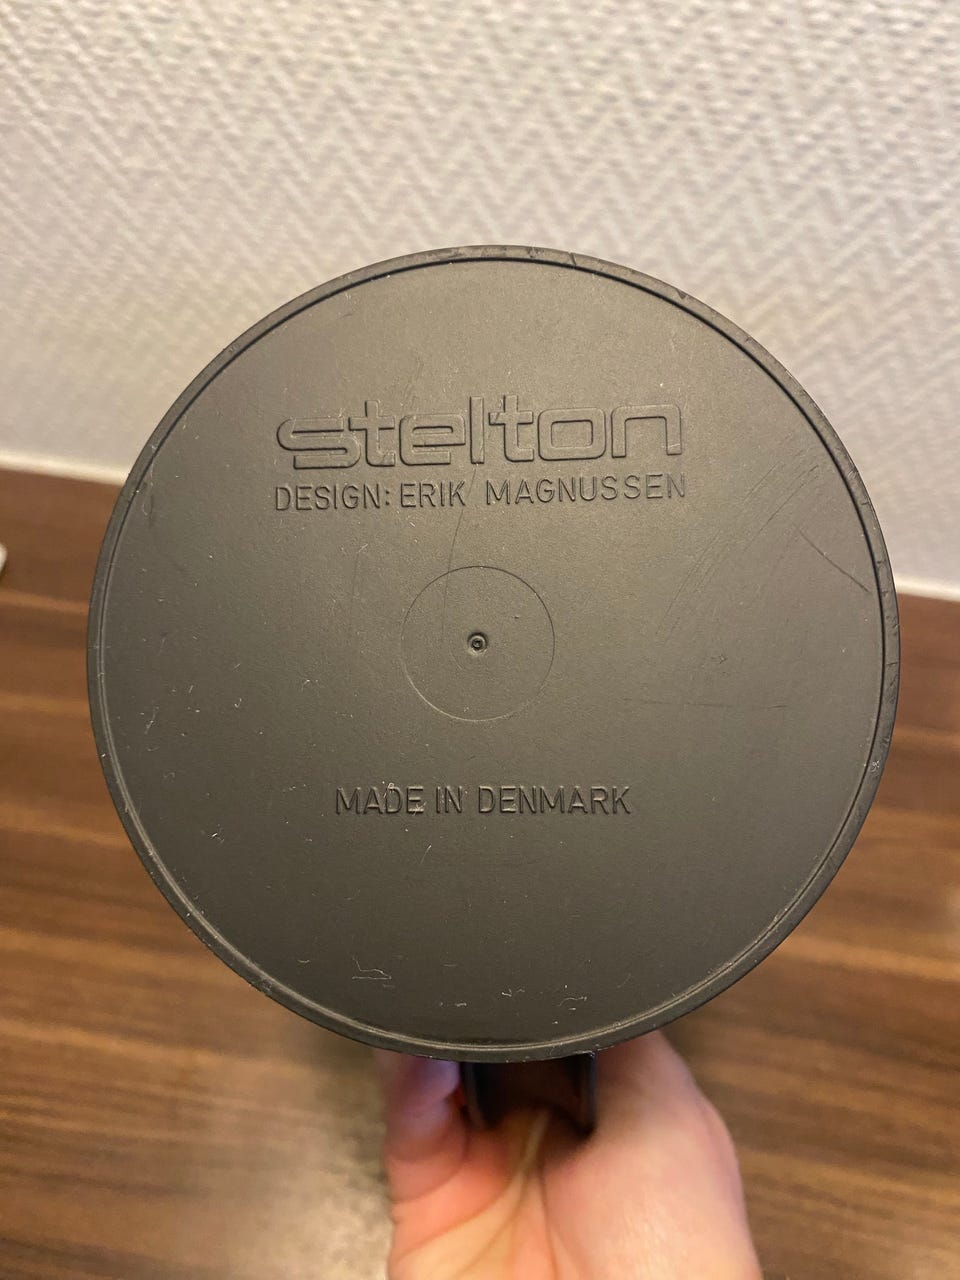 stelton
DESIGN: ERIK MAGNUSSEN
MADE IN DENMARK